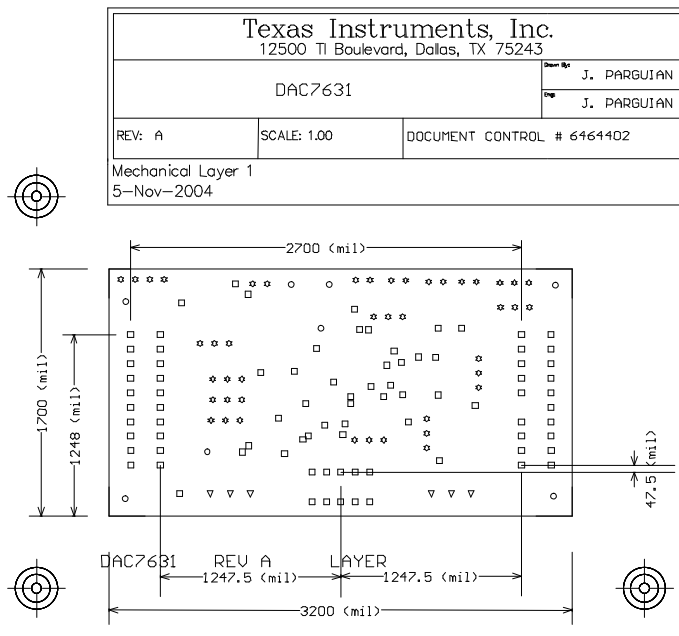 Texas Instruments, Inc.
12500 TI Boulevard, Dallas, TX 75243
DAC7631
Drawn By:
J. PARGUIAN
Engr:
J. PARGUIAN
REV: A
SCALE: 1.00
DOCUMENT CONTROL # 6464402
Mechanical Layer 1
5-Nov-2004
2700 (mil)
1700 (mil)
1248 (mil)
47.5 (mil)
DAC7631 REV A LAYER
1247.5 (mil)
1247.5 (mil)
3200 (mil)